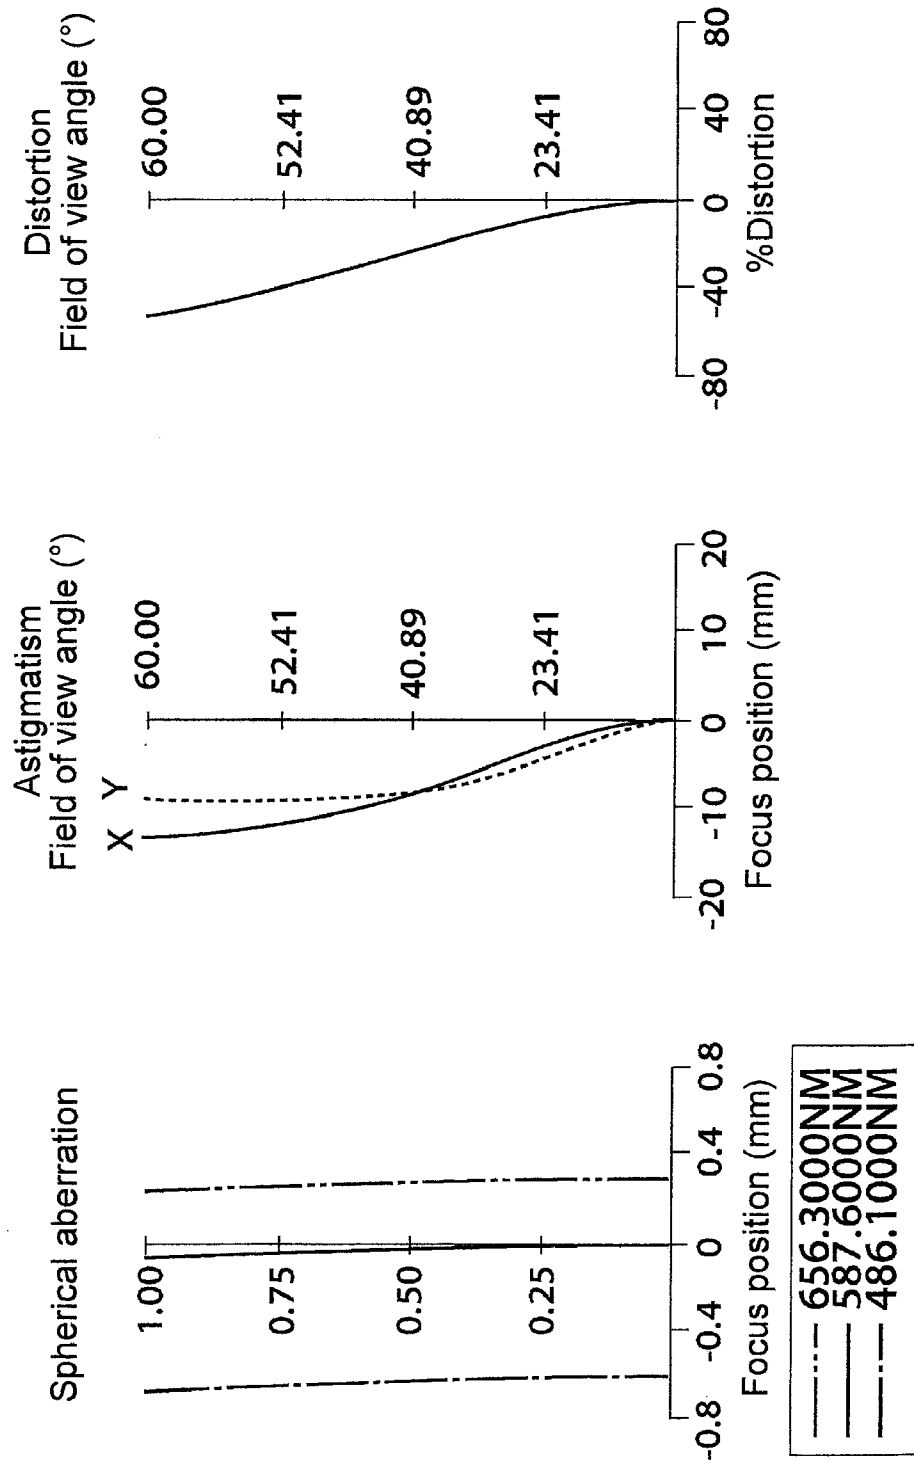 Spherical aberration
1.00
0.75
0.50
0.25
-0.8
-0.4
0
0.4
0.8
Focus position (mm)
656.3000NM
587.6000NM
486.1000NM
Astigmatism
Field of view angle (°)
X
Y
60.00
52.41
40.89
23.41
-20
-10
0
10
20
Focus position (mm)
Distortion
Field of view angle (°)
60.00
52.41
40.89
23.41
-80
-40
0
40
80
%Distortion